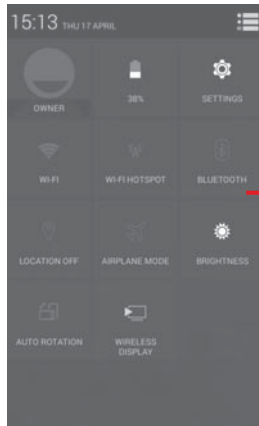 15:13 THU 17 APRIL
OWNER
38%
SETTINGS
WI-FI
WI-FI HOTSPOT
BLUETOOTH
LOCATION OFF
AIRPLANE MODE
BRIGHTNESS
AUTO ROTATION
WIRELESS
DISPLAY